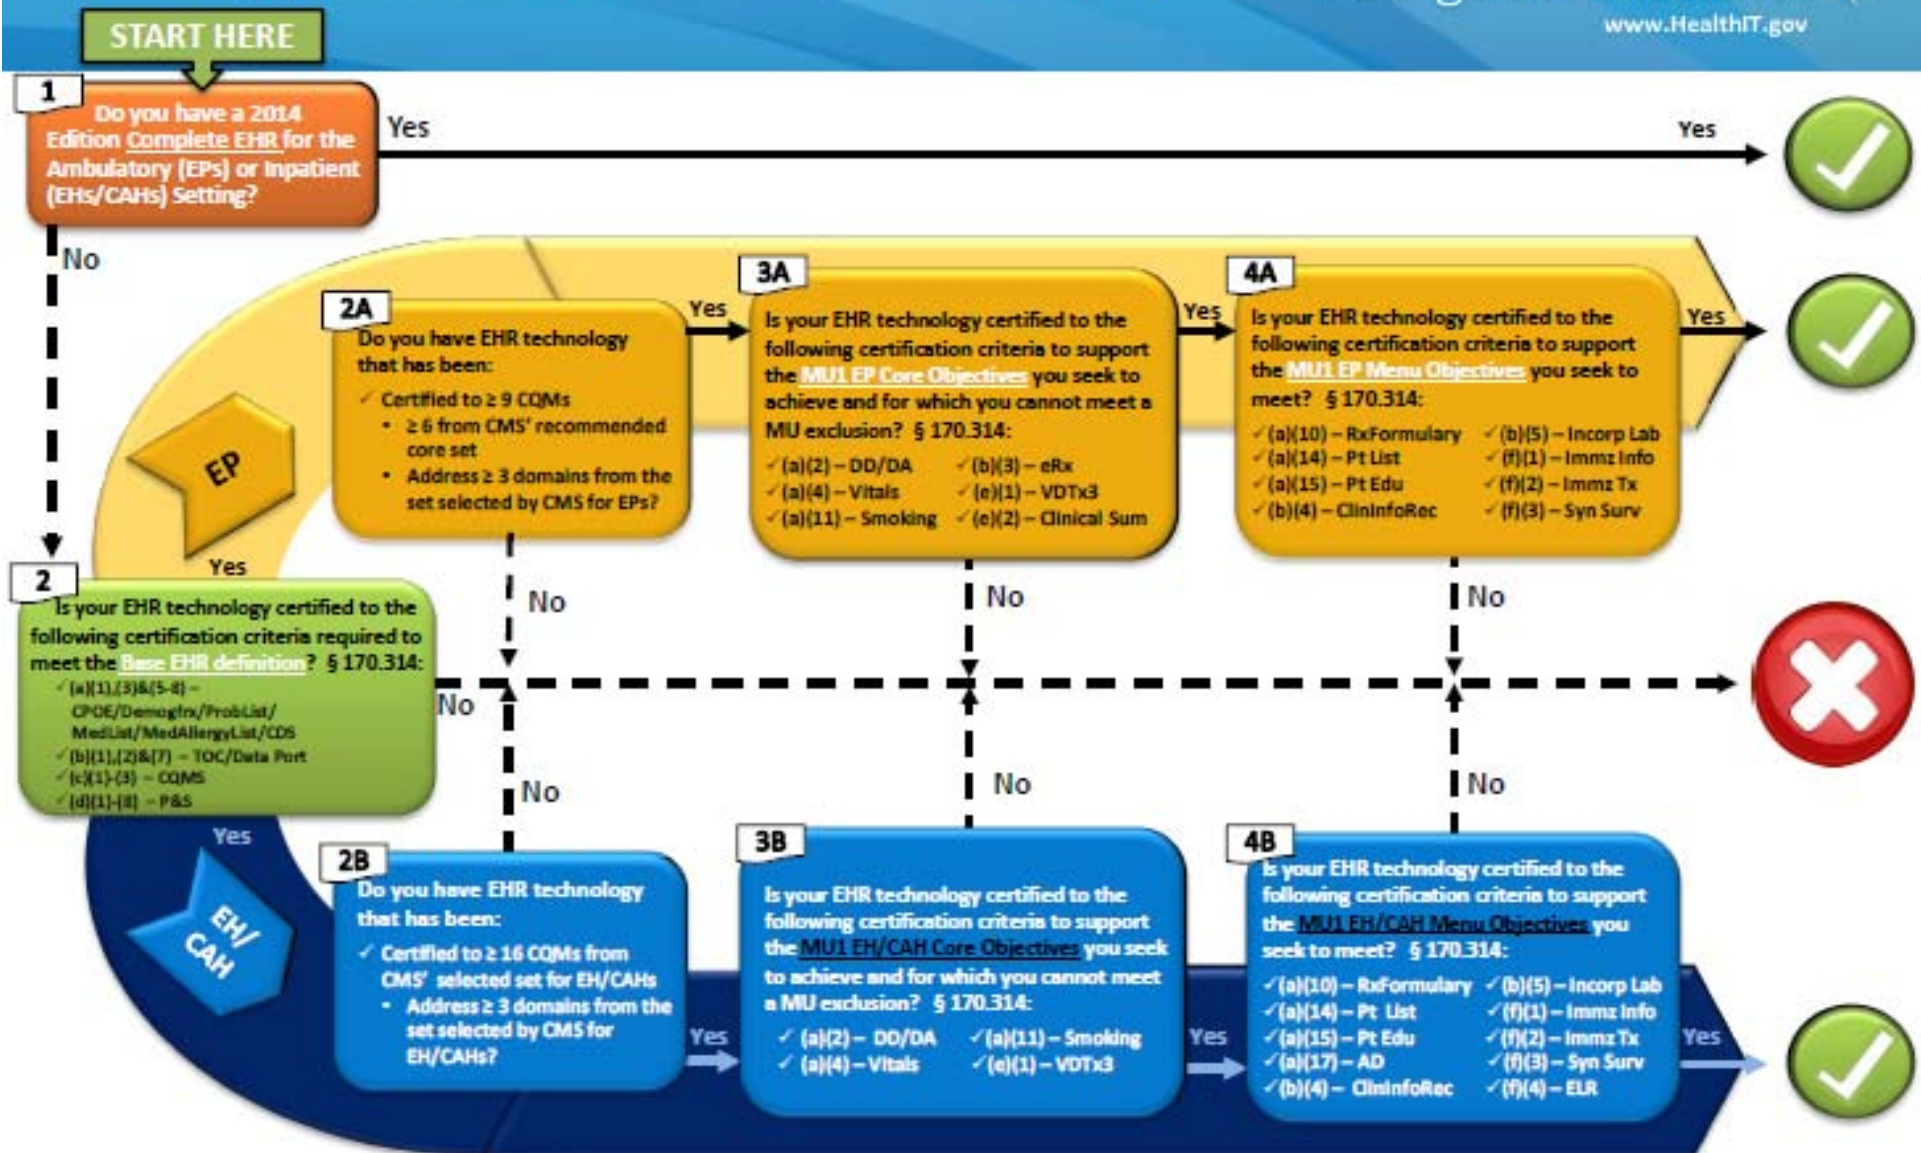 www.HealthIT.gov
START HERE
1
Do you have a 2014
Edition Complete EHR for the
Ambulatory (EPs) or Inpatient
(EHs/CAHs) Setting?
Yes
Yes
No
EP
Yes
2A
Do you have EHR technology
that has been:
✓ Certified to ≥ 9 CQMs
• ≥ 6 from CMS' recommended
core set
• Address ≥ 3 domains from the
set selected by CMS for EPs?
Yes
No
3A
Is your EHR technology certified to the
following certification criteria to support
the MU1 EP Core Objectives you seek to
achieve and for which you cannot meet a
MU exclusion? § 170.314:
✓ (a)(2) – DD/DA ✓ (b)(3) – eRx
✓ (a)(4) – Vitals ✓ (e)(1) – VDTx3
✓ (a)(11) – Smoking ✓ (e)(2) – Clinical Sum
Yes
No
4A
Is your EHR technology certified to the
following certification criteria to support
the MU1 EP Menu Objectives you seek to
meet? § 170.314:
✓ (a)(10) – RxFormulary ✓ (b)(5) – Incorp Lab
✓ (a)(14) – Pt List ✓ (f)(1) – Immz Info
✓ (a)(15) – Pt Edu ✓ (f)(2) – Immz Tx
✓ (b)(4) – ClinInfoRec ✓ (f)(3) – Syn Surv
Yes
No
2
Is your EHR technology certified to the
following certification criteria required to
meet the Base EHR definition? § 170.314:
✓ (a)(1),(3)&(5-8) –
CPOE/Demogfrx/ProbList/
MedList/MedAllergyList/CDS
✓ (b)(1),(2)&(7) – TOC/Data Port
✓ (c)(1)-(3) – CQMS
✓ (d)(1)-(8) – P&S
No
Yes
EH/
CAH
2B
Do you have EHR technology
that has been:
✓ Certified to ≥ 16 CQMs from
CMS' selected set for EH/CAHs
• Address ≥ 3 domains from the
set selected by CMS for
EH/CAHs?
No
Yes
3B
Is your EHR technology certified to the
following certification criteria to support
the MU1 EH/CAH Core Objectives you seek
to achieve and for which you cannot meet
a MU exclusion? § 170.314:
✓ (a)(2) – DD/DA ✓ (a)(11) – Smoking
✓ (a)(4) – Vitals ✓ (e)(1) – VDTx3
No
Yes
4B
Is your EHR technology certified to the
following certification criteria to support
the MU1 EH/CAH Menu Objectives you
seek to meet? § 170.314:
✓ (a)(10) – RxFormulary ✓ (b)(5) – Incorp Lab
✓ (a)(14) – Pt List ✓ (f)(1) – Immz Info
✓ (a)(15) – Pt Edu ✓ (f)(2) – Immz Tx
✓ (a)(17) – AD ✓ (f)(3) – Syn Surv
✓ (b)(4) – ClinInfoRec ✓ (f)(4) – ELR
No
Yes